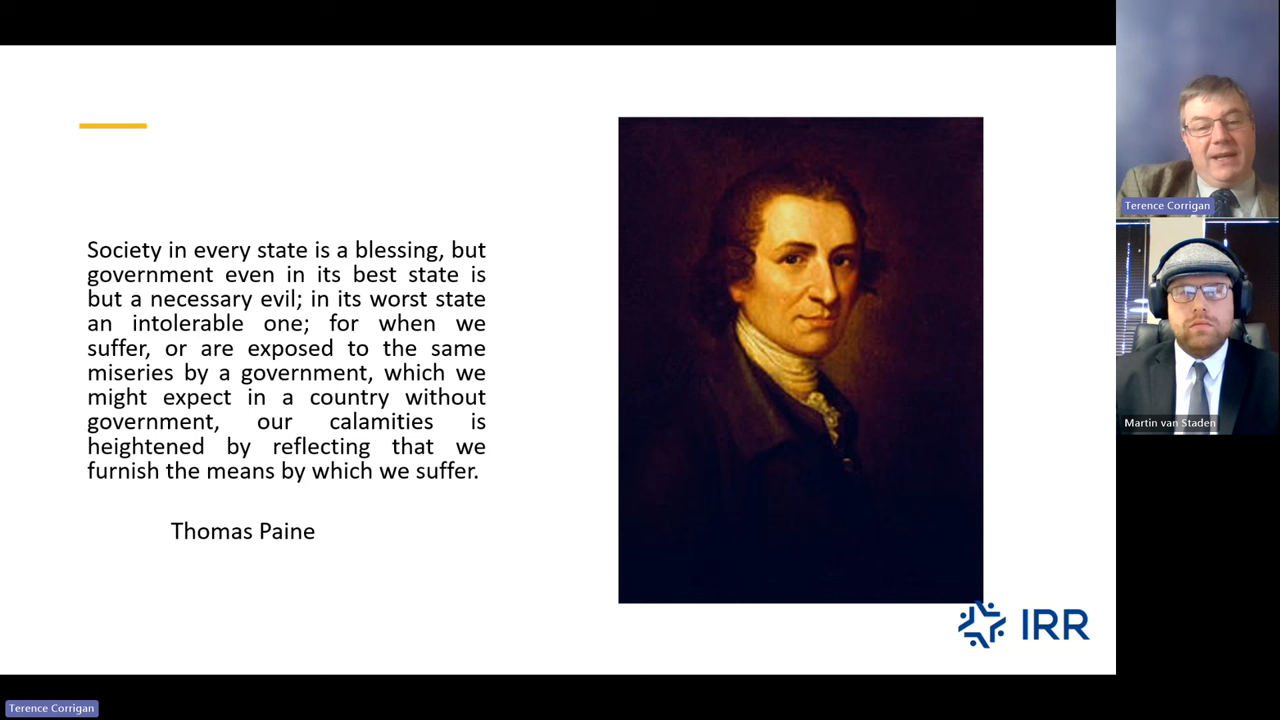 Society in every state is a blessing, but
government even in its best state is
but a necessary evil; in its worst state
an intolerable one; for when we
suffer, or are exposed to the same
miseries by a government, which we
might expect in a country without
government, our calamities is
heightened by reflecting that we
furnish the means by which we suffer.
Thomas Paine
IRR
Terence Corrigan
Martin van Staden
Terence Corrigan